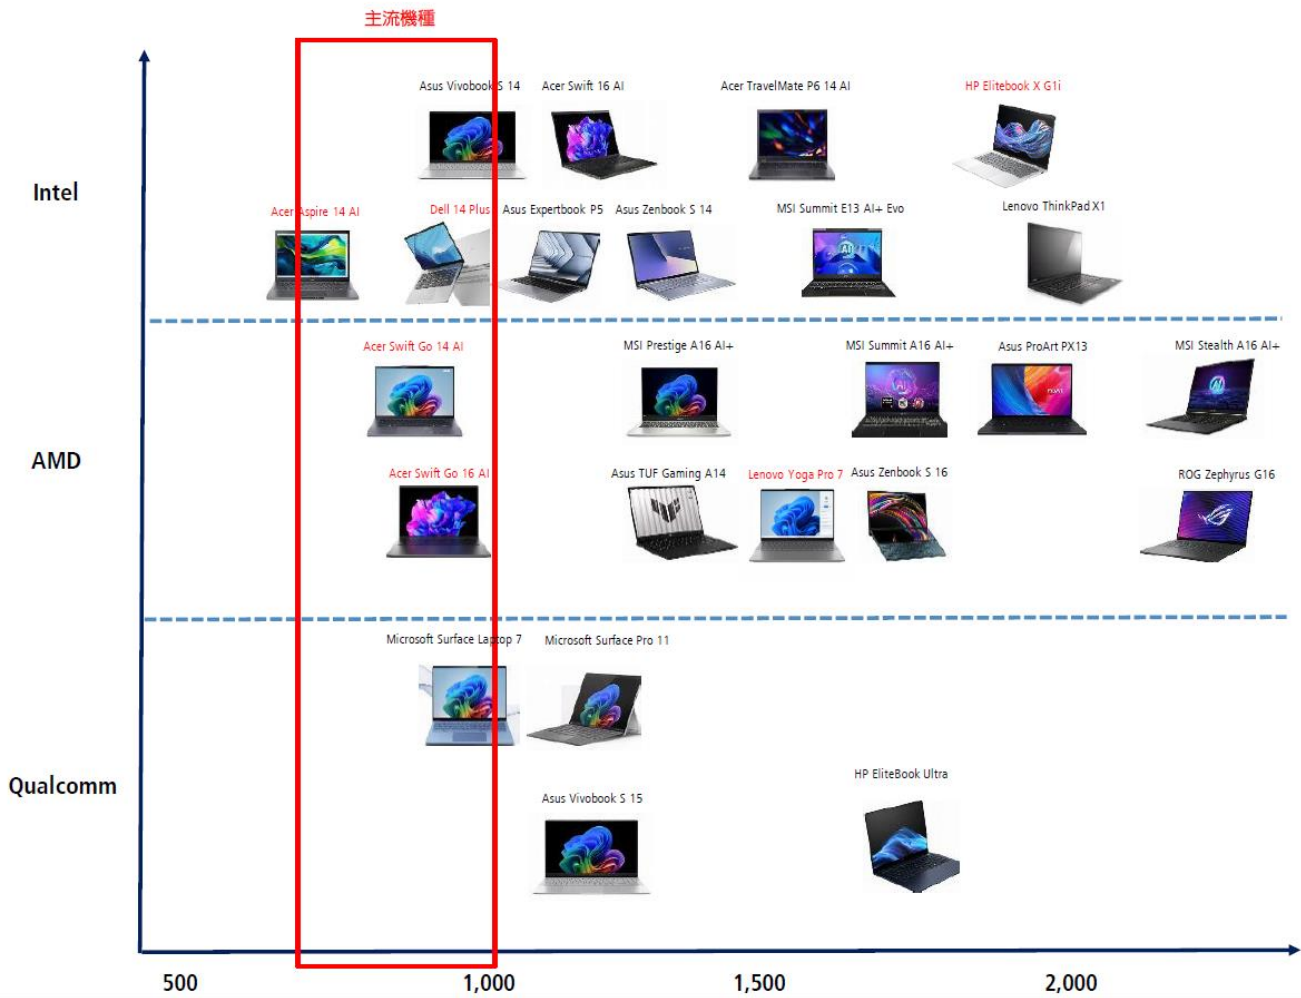 主流機種
Asus Vivobook S 14
Acer Swift 16 AI
Acer TravelMate P6 14 AI
HP Elitebook X G1i
Intel
Acer Aspire 14 AI
Dell 14 Plus
Asus Expertbook P5
Asus Zenbook S 14
MSI Summit E13 AI+ Evo
Lenovo ThinkPad X1
Acer Swift Go 14 AI
MSI Prestige A16 AI+
MSI Summit A16 AI+
Asus ProArt PX13
MSI Stealth A16 AI+
AMD
Acer Swift Go 16 AI
Asus TUF Gaming A14
Lenovo Yoga Pro 7
Asus Zenbook S 16
ROG Zephyrus G16
Microsoft Surface Laptop 7
Microsoft Surface Pro 11
Qualcomm
HP EliteBook Ultra
Asus Vivobook S 15
500
1,000
1,500
2,000